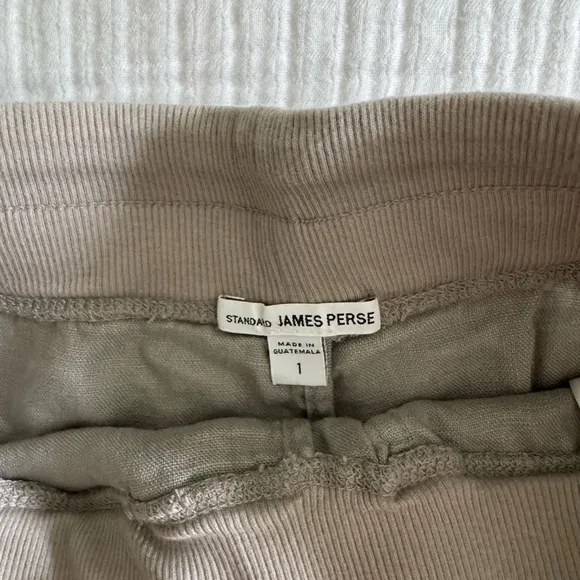 STANDARD JAMES PERSE
MADE IN
GUATEMALA
1